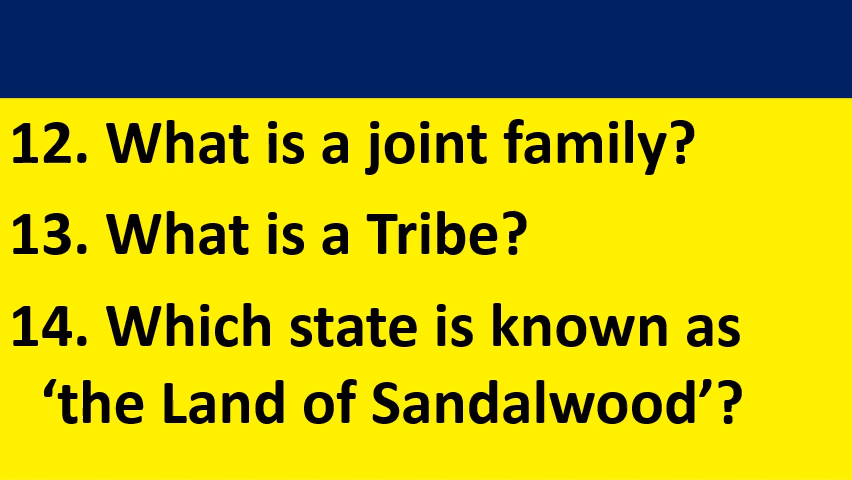 12. What is a joint family?
13. What is a Tribe?
14. Which state is known as
‘the Land of Sandalwood’?